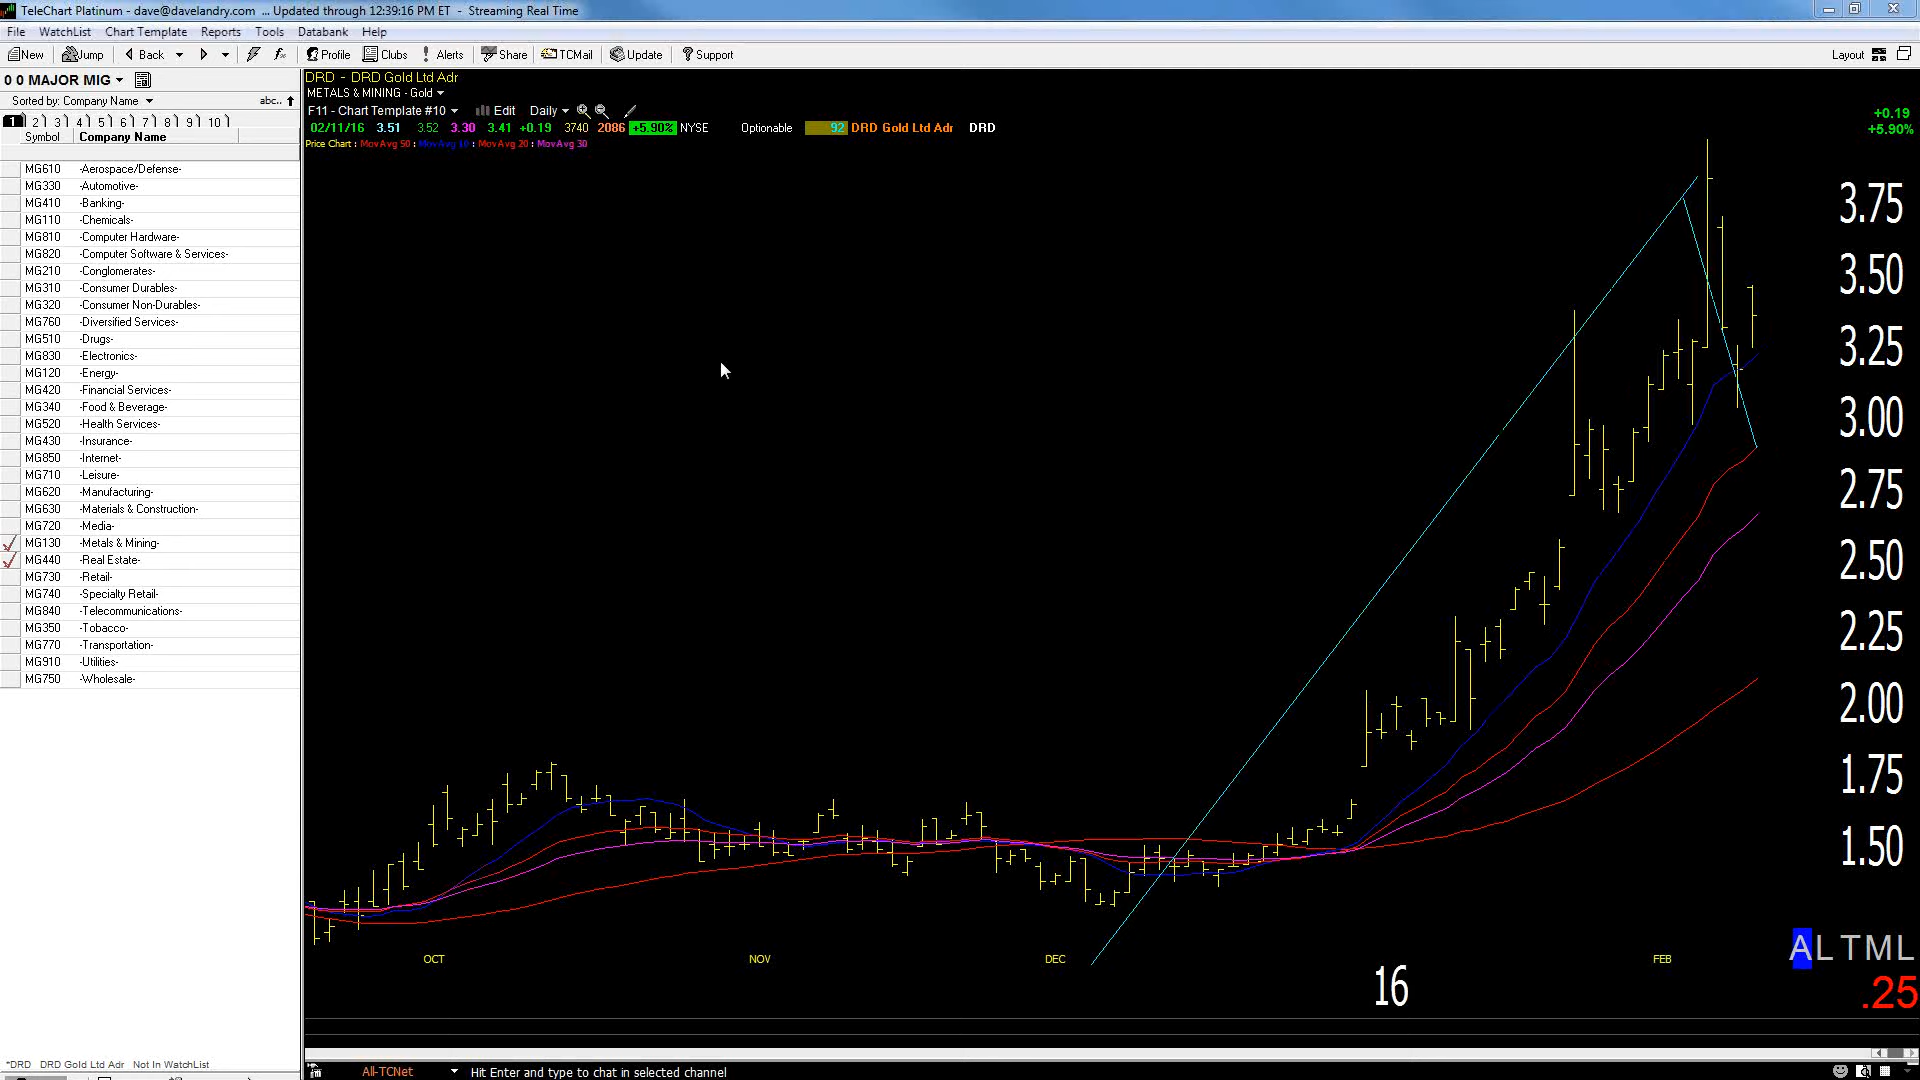 TeleChart Platinum - dave@davelandry.com ... Updated through 12:39:16 PM ET - Streaming Real Time
File WatchList Chart Template Reports Tools Databank Help
New Jump Back Profile Clubs Alerts Share TCMail Update Support Layout
0 0 MAJOR MIG
Sorted by: Company Name abc..
1 2 3 4 5 6 7 8 9 10
Symbol Company Name
MG610 -Aerospace/Defense-
MG330 -Automotive-
MG410 -Banking-
MG110 -Chemicals-
MG810 -Computer Hardware-
MG820 -Computer Software & Services-
MG210 -Conglomerates-
MG310 -Consumer Durables-
MG320 -Consumer Non-Durables-
MG760 -Diversified Services-
MG510 -Drugs-
MG830 -Electronics-
MG120 -Energy-
MG420 -Financial Services-
MG340 -Food & Beverage-
MG520 -Health Services-
MG430 -Insurance-
MG850 -Internet-
MG710 -Leisure-
MG620 -Manufacturing-
MG630 -Materials & Construction-
MG720 -Media-
MG130 -Metals & Mining-
MG440 -Real Estate-
MG730 -Retail-
MG740 -Specialty Retail-
MG840 -Telecommunications-
MG350 -Tobacco-
MG770 -Transportation-
MG910 -Utilities-
MG750 -Wholesale-
*DRD DRD Gold Ltd Adr Not In WatchList
DRD - DRD Gold Ltd Adr
METALS & MINING - Gold
F11 - Chart Template #10 Edit Daily
02/11/16 3.51 3.52 3.30 3.41 +0.19 3740 2086 +5.90% NYSE Optionable 92 DRD Gold Ltd Adr DRD
Price Chart : MovAvg 50 : MovAvg 10 : MovAvg 20 : MovAvg 30
+0.19
+5.90%
3.75
3.50
3.25
3.00
2.75
2.50
2.25
2.00
1.75
1.50
OCT NOV DEC 16 FEB
A L T M L
.25
All-TCNet Hit Enter and type to chat in selected channel